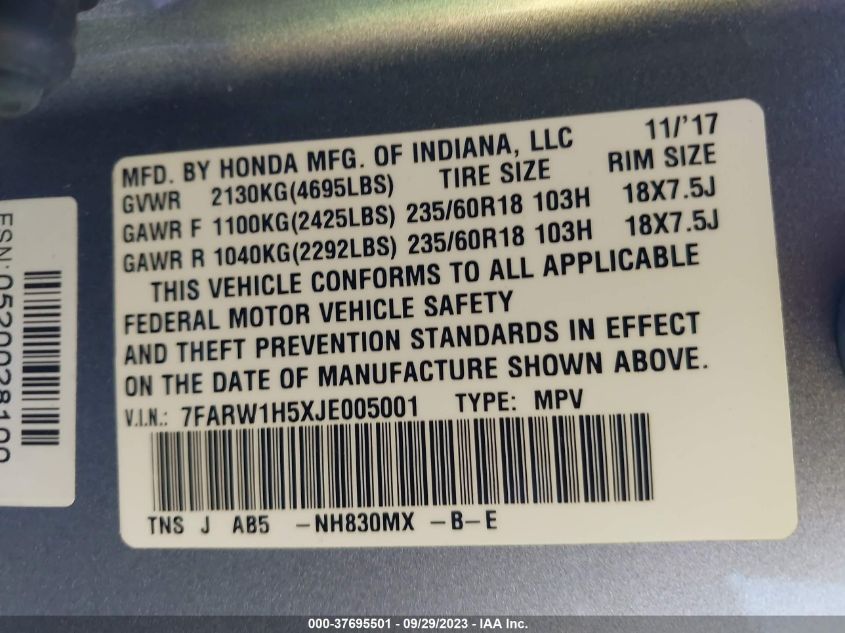 MFD. BY HONDA MFG. OF INDIANA, LLC 11/'17
GVWR 2130KG(4695LBS) TIRE SIZE RIM SIZE
GAWR F 1100KG(2425LBS) 235/60R18 103H 18X7.5J
GAWR R 1040KG(2292LBS) 235/60R18 103H 18X7.5J
THIS VEHICLE CONFORMS TO ALL APPLICABLE
FEDERAL MOTOR VEHICLE SAFETY
AND THEFT PREVENTION STANDARDS IN EFFECT
ON THE DATE OF MANUFACTURE SHOWN ABOVE.
V.I.N.: 7FARW1H5XJE005001 TYPE: MPV
TNS J AB5 -NH830MX -B-E
ESN: 0520028100
000-37695501 - 09/29/2023 - IAA Inc.